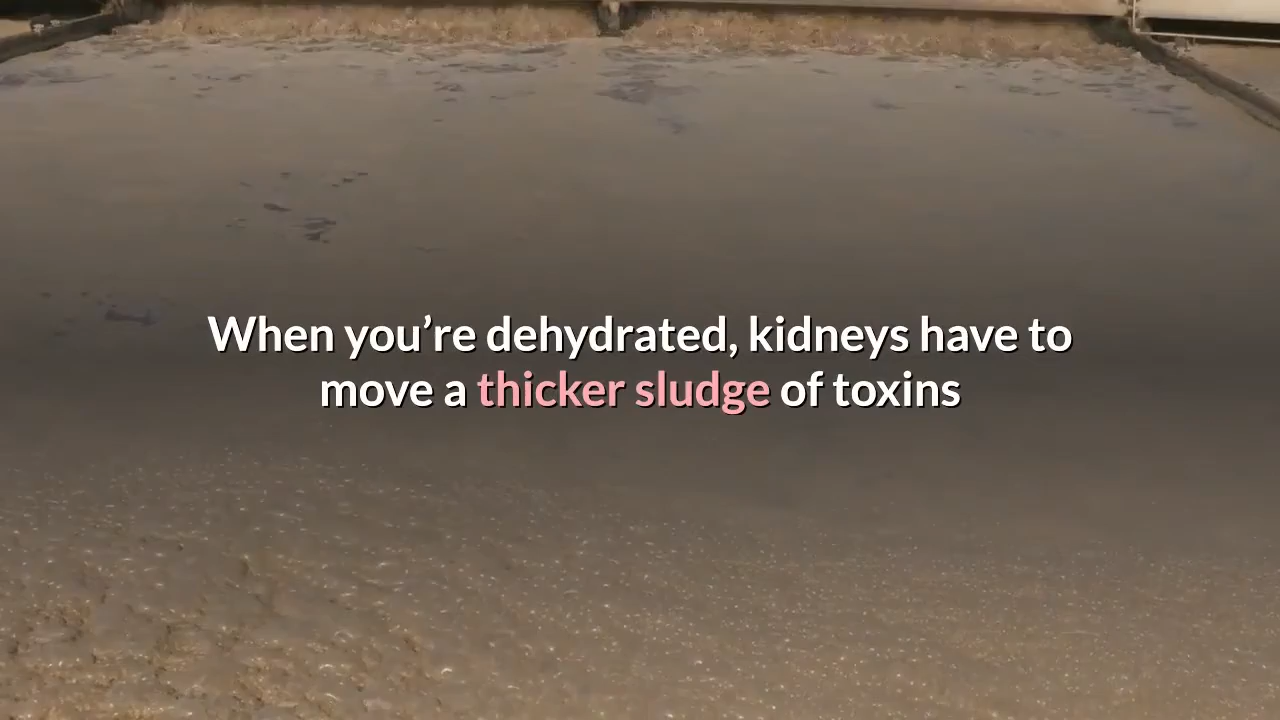 When you’re dehydrated, kidneys have to
move a thicker sludge of toxins